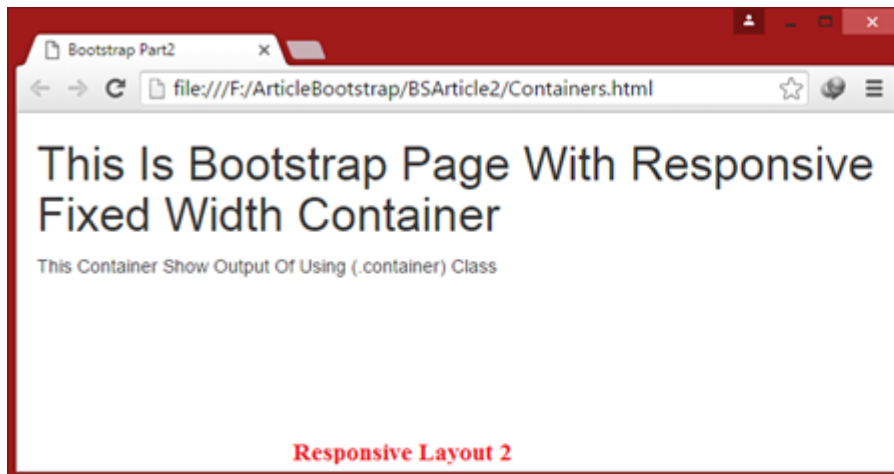 Bootstrap Part2
file:///F:/ArticleBootstrap/BSArticle2/Containers.html
This Is Bootstrap Page With Responsive
Fixed Width Container
This Container Show Output Of Using (.container) Class
Responsive Layout 2